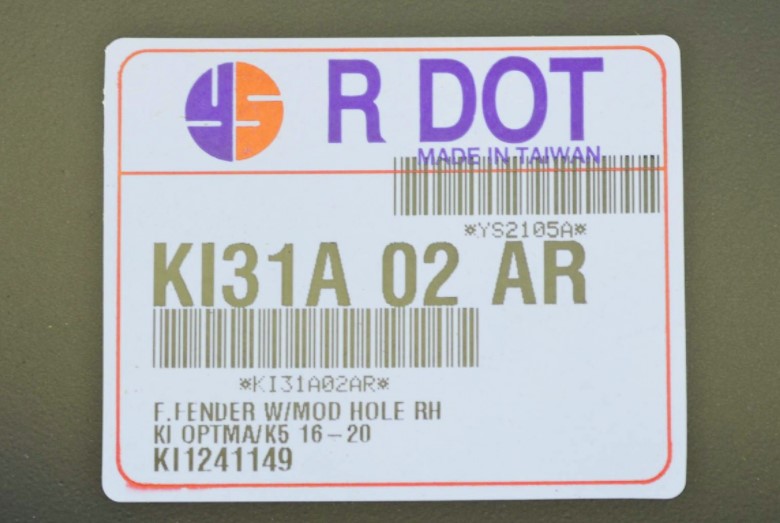 YS R DOT
MADE IN TAIWAN
*YS2105A*
KI31A 02 AR
*KI31A02AR*
F.FENDER W/MOD HOLE RH
KI OPTMA/K5 16-20
KI1241149